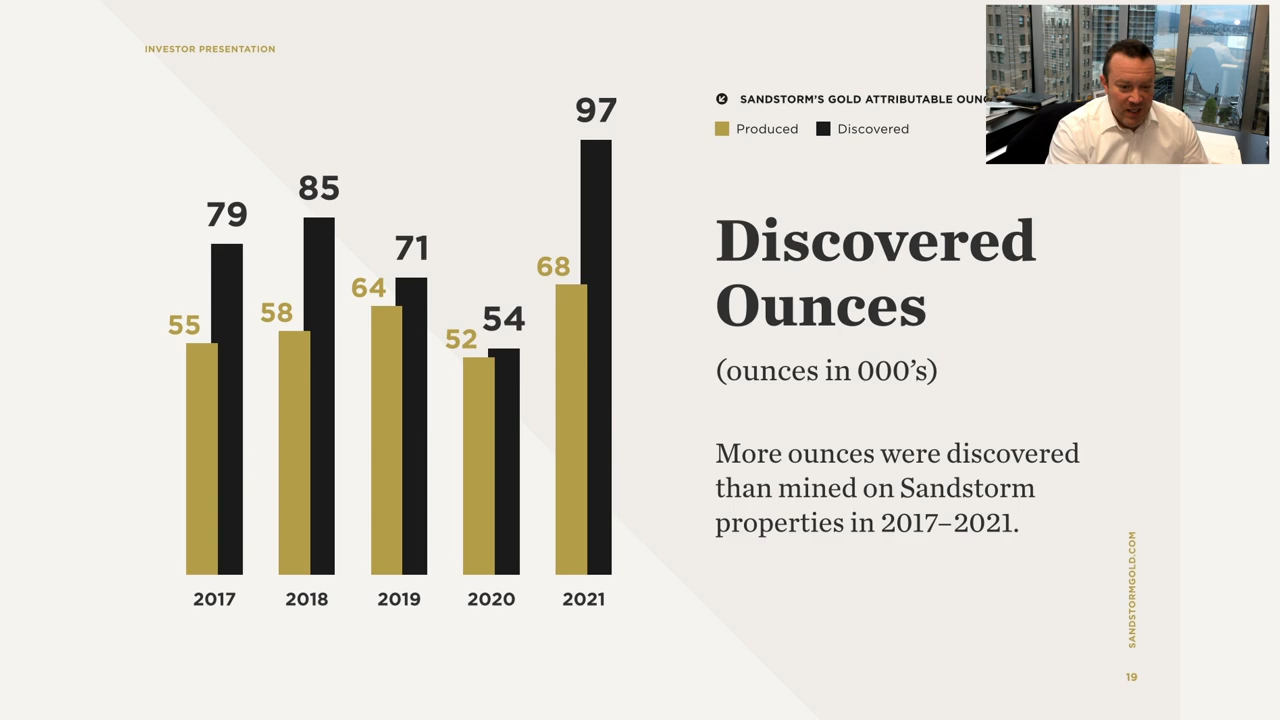 INVESTOR PRESENTATION
SANDSTORM'S GOLD ATTRIBUTABLE
Produced Discovered
97
85
79
71
68
64
58
55
54
52
2017 2018 2019 2020 2021
Discovered
Ounces
(ounces in 000's)
More ounces were discovered
than mined on Sandstorm
properties in 2017–2021.
SANDSTORMGOLD.COM
19